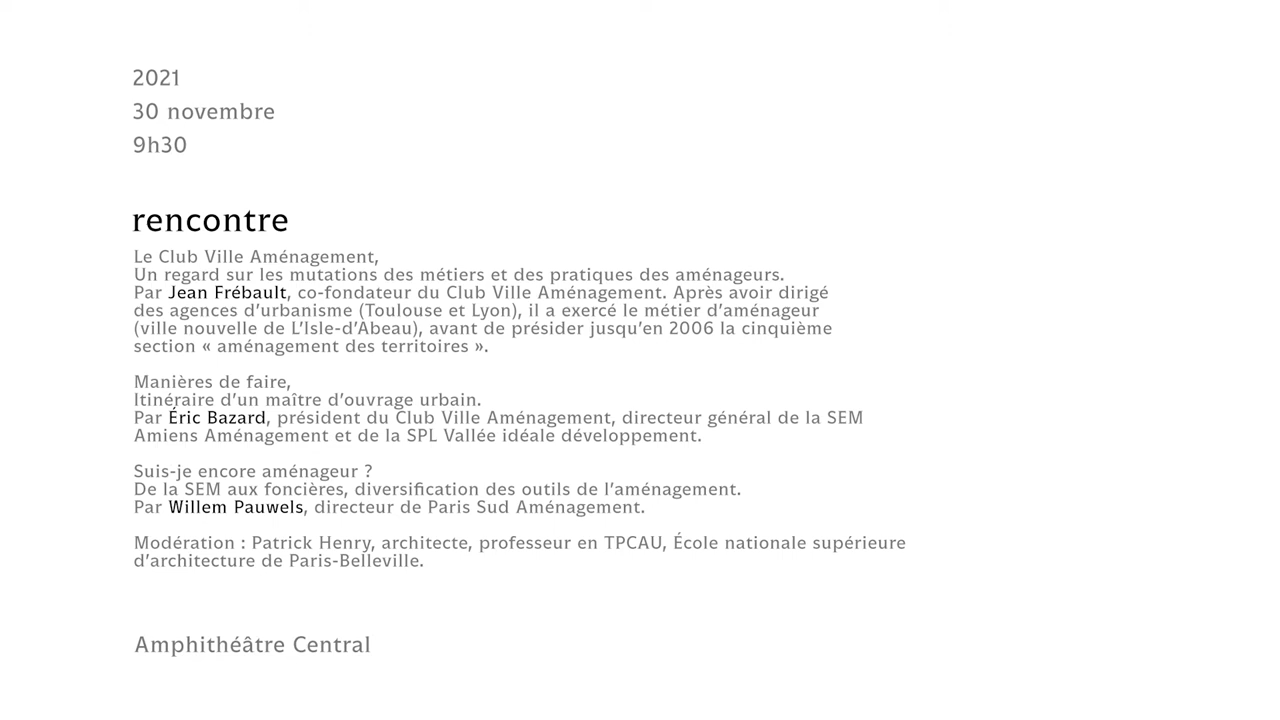 2021
30 novembre
9h30
rencontre
Le Club Ville Aménagement,
Un regard sur les mutations des métiers et des pratiques des aménageurs.
Par Jean Frébault, co-fondateur du Club Ville Aménagement. Après avoir dirigé
des agences d’urbanisme (Toulouse et Lyon), il a exercé le métier d’aménageur
(ville nouvelle de L’Isle-d’Abeau), avant de présider jusqu’en 2006 la cinquième
section « aménagement des territoires ».
Manières de faire,
Itinéraire d’un maître d’ouvrage urbain.
Par Éric Bazard, président du Club Ville Aménagement, directeur général de la SEM
Amiens Aménagement et de la SPL Vallée idéale développement.
Suis-je encore aménageur ?
De la SEM aux foncières, diversification des outils de l’aménagement.
Par Willem Pauwels, directeur de Paris Sud Aménagement.
Modération : Patrick Henry, architecte, professeur en TPCAU, École nationale supérieure
d’architecture de Paris-Belleville.
Amphithéâtre Central